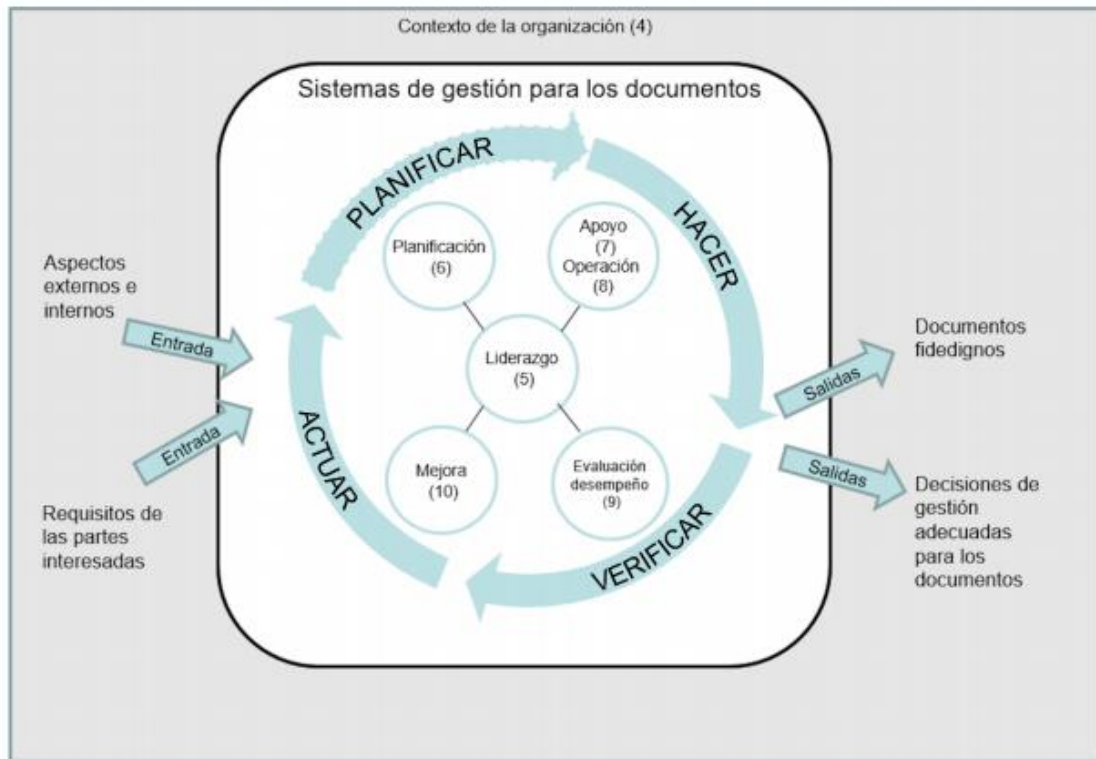 Contexto de la organización (4)
Sistemas de gestión para los documentos
PLANIFICAR
HACER
Planificación
(6)
Apoyo
(7)
Operación
(8)
Aspectos
externos e
internos
Entrada
Liderazgo
(5)
Documentos
fidedignos
Salidas
Entrada
ACTUAR
Mejora
(10)
Evaluación
desempeño
(9)
VERIFICAR
Salidas
Requisitos de
las partes
interesadas
Decisiones de
gestión
adecuadas
para los
documentos